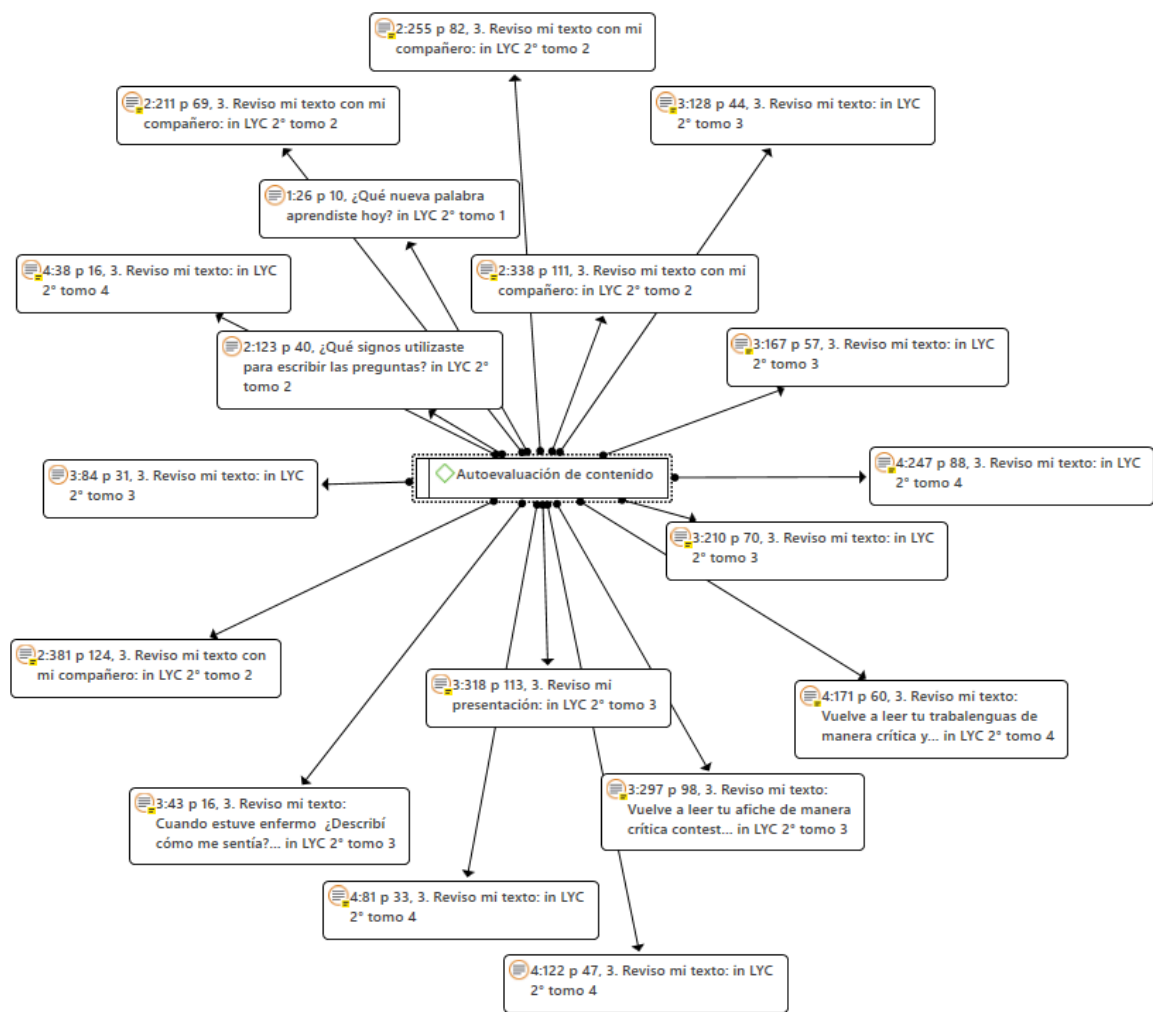 2:255 p 82, 3. Reviso mi texto con mi
compañero: in LYC 2° tomo 2
2:211 p 69, 3. Reviso mi texto con mi
compañero: in LYC 2° tomo 2
3:128 p 44, 3. Reviso mi texto: in LYC
2° tomo 3
1:26 p 10, ¿Qué nueva palabra
aprendiste hoy? in LYC 2° tomo 1
4:38 p 16, 3. Reviso mi texto: in LYC
2° tomo 4
2:338 p 111, 3. Reviso mi texto con mi
compañero: in LYC 2° tomo 2
2:123 p 40, ¿Qué signos utilizaste
para escribir las preguntas? in LYC 2°
tomo 2
3:167 p 57, 3. Reviso mi texto: in LYC
2° tomo 3
3:84 p 31, 3. Reviso mi texto: in LYC
2° tomo 3
Autoevaluación de contenido
4:247 p 88, 3. Reviso mi texto: in LYC
2° tomo 4
3:210 p 70, 3. Reviso mi texto: in LYC
2° tomo 3
2:381 p 124, 3. Reviso mi texto con
mi compañero: in LYC 2° tomo 2
3:318 p 113, 3. Reviso mi
presentación: in LYC 2° tomo 3
4:171 p 60, 3. Reviso mi texto:
Vuelve a leer tu trabalenguas de
manera crítica y... in LYC 2° tomo 4
3:43 p 16, 3. Reviso mi texto:
Cuando estuve enfermo ¿Describí
cómo me sentía?... in LYC 2° tomo 3
3:297 p 98, 3. Reviso mi texto:
Vuelve a leer tu afiche de manera
crítica contest... in LYC 2° tomo 3
4:81 p 33, 3. Reviso mi texto: in LYC
2° tomo 4
4:122 p 47, 3. Reviso mi texto: in LYC
2° tomo 4